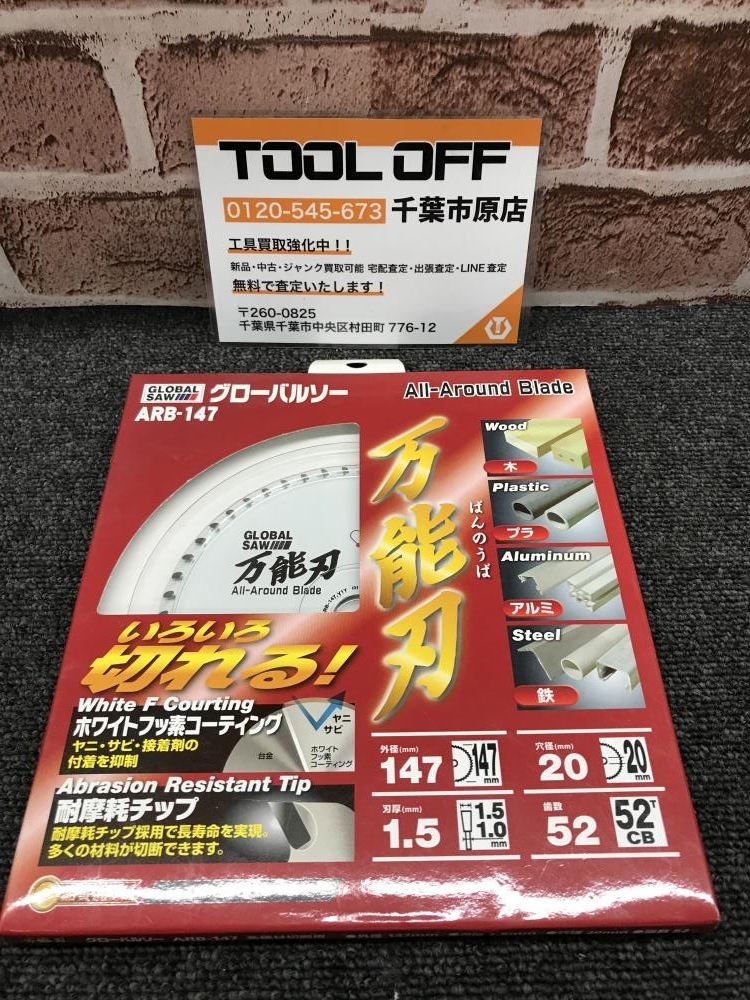 TOOL OFF
0120-545-673 千葉市原店
工具買取強化中！！
新品・中古・ジャンク買取可能 宅配査定・出張査定・LINE査定
無料で査定いたします！
〒260-0825
千葉県千葉市中央区村田町 776-12
GLOBAL SAW グローバルソー
ARB-147
All-Around Blade
GLOBAL SAW
万能刃
All-Around Blade
万能刃
ばんのうば
Wood
木
Plastic
プラ
Aluminum
アルミ
Steel
鉄
いろいろ
切れる!
White F Courting
ホワイトフッ素コーティング
ヤニ・サビ・接着剤の
付着を抑制
台金
ヤニ
サビ
ホワイト
フッ素
コーティング
Abrasion Resistant Tip
耐摩耗チップ
耐摩耗チップ採用で長寿命を実現。
多くの材料が切断できます。
外径(mm)
147
147
mm
穴径(mm)
20
20
mm
刃厚(mm)
1.5
1.5
1.0
mm
歯数
52
52T
CB
グローバルソー ARB-147